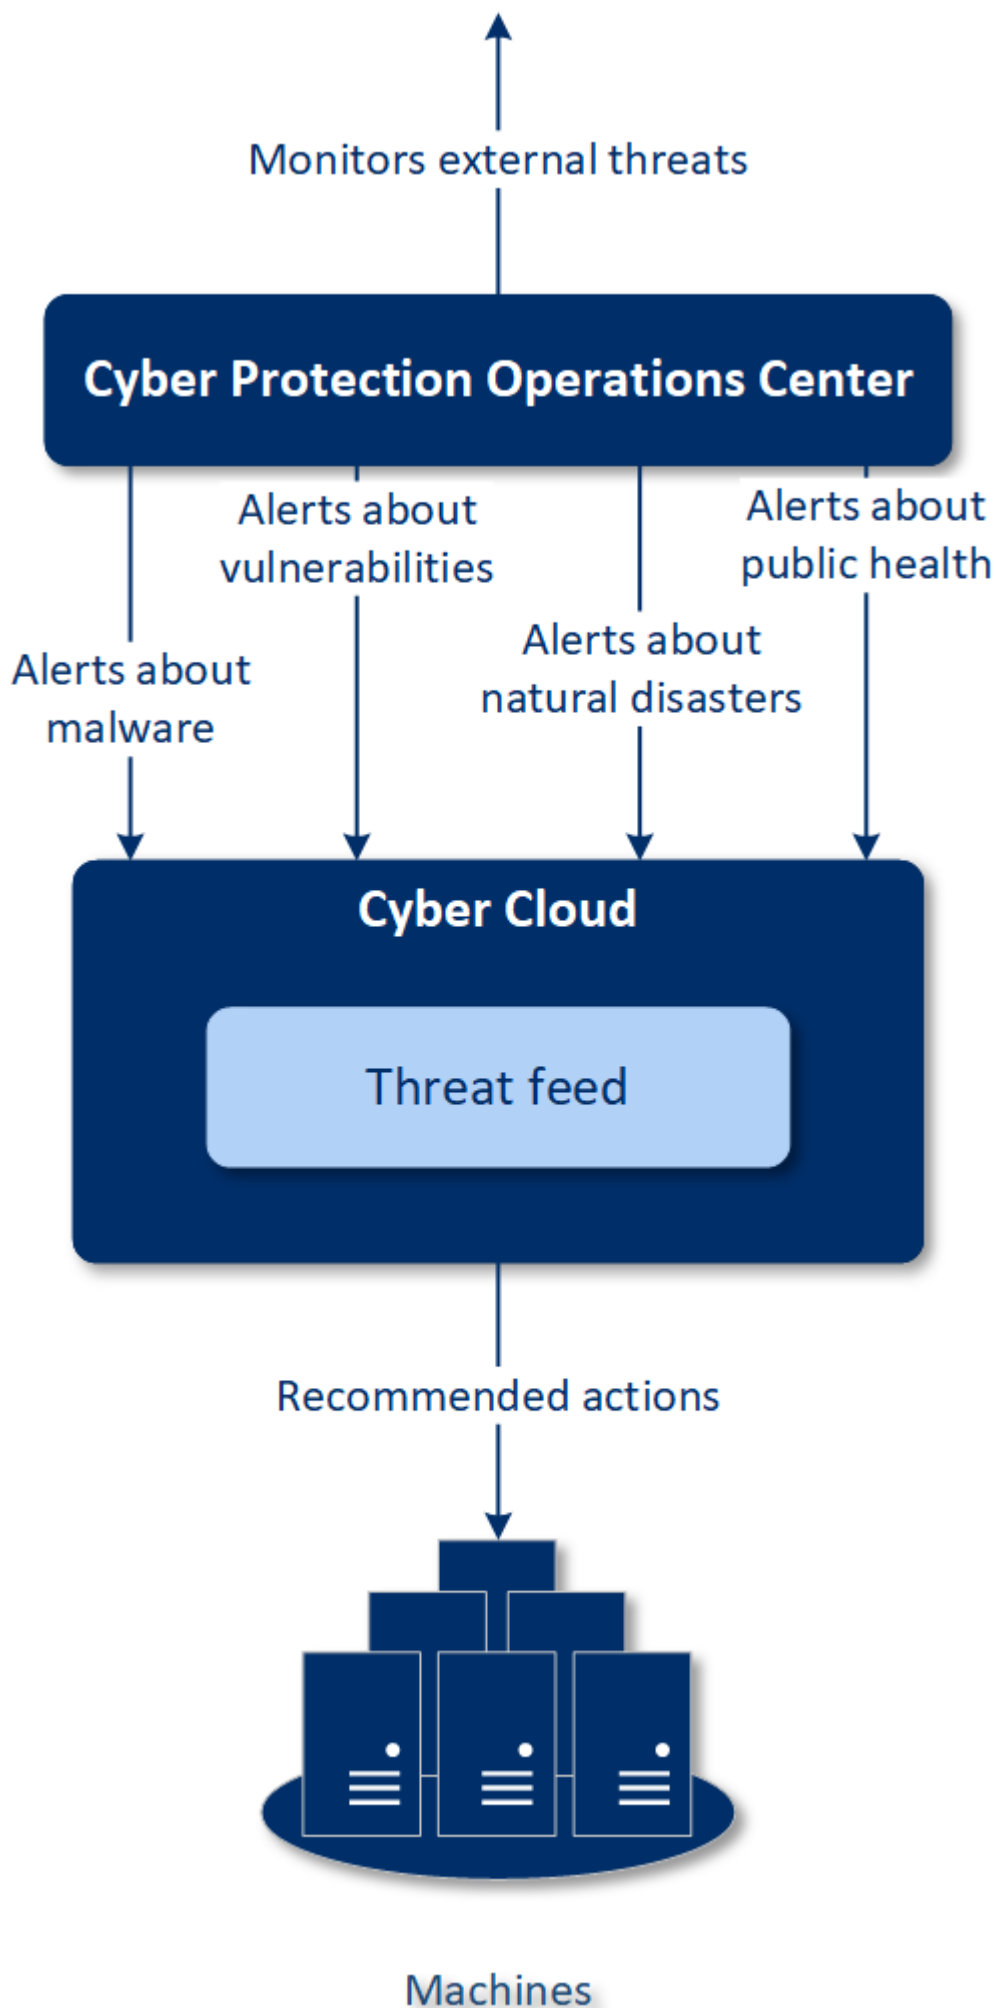 Monitors external threats
Cyber Protection Operations Center
Alerts about
vulnerabilities
Alerts about
public health
Alerts about
natural disasters
Alerts about
malware
Cyber Cloud
Threat feed
Recommended actions
Machines